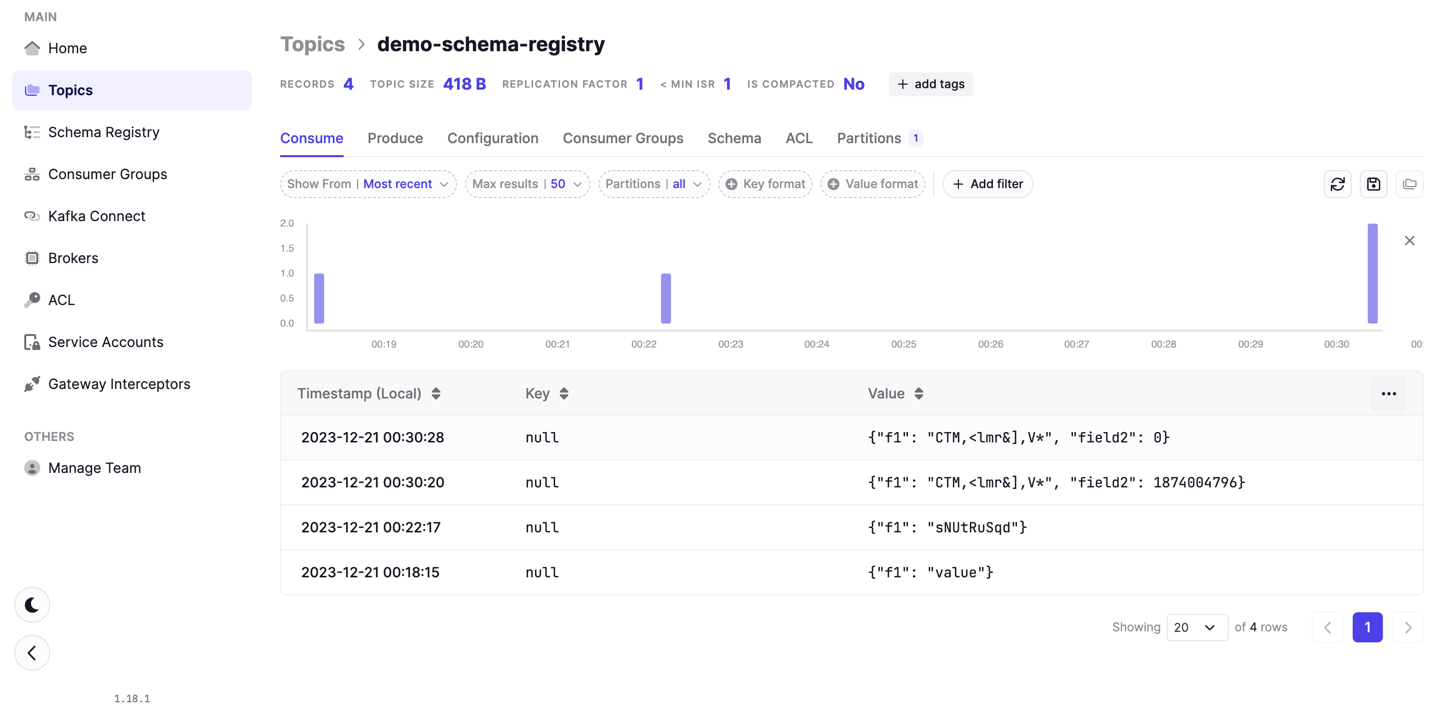 MAIN
Home
Topics
Schema Registry
Consumer Groups
Kafka Connect
Brokers
ACL
Service Accounts
Gateway Interceptors
OTHERS
Manage Team
1.18.1
Topics > demo-schema-registry
RECORDS 4 TOPIC SIZE 418 B REPLICATION FACTOR 1 < MIN ISR 1 IS COMPACTED No + add tags
Consume Produce Configuration Consumer Groups Schema ACL Partitions 1
Show From | Most recent Max results | 50 Partitions | all Key format Value format + Add filter
2.0
1.5
1.0
0.5
0.0
00:19 00:20 00:21 00:22 00:23 00:24 00:25 00:26 00:27 00:28 00:29 00:30 00:
Timestamp (Local) Key Value
2023-12-21 00:30:28 null {"f1": "CTM,<lmr&],V*", "field2": 0}
2023-12-21 00:30:20 null {"f1": "CTM,<lmr&],V*", "field2": 1874004796}
2023-12-21 00:22:17 null {"f1": "sNUtRuSqd"}
2023-12-21 00:18:15 null {"f1": "value"}
Showing 20 of 4 rows 1